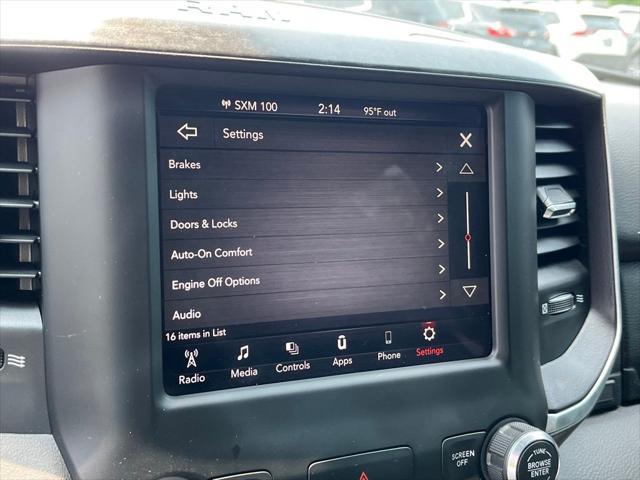 RAM
SXM 100 2:14 95°F out
Settings X
Brakes
Lights
Doors & Locks
Auto-On Comfort
Engine Off Options
Audio
16 items in List
Radio Media Controls Apps Phone Settings
SCREEN
OFF
TUNE
BROWSE
ENTER